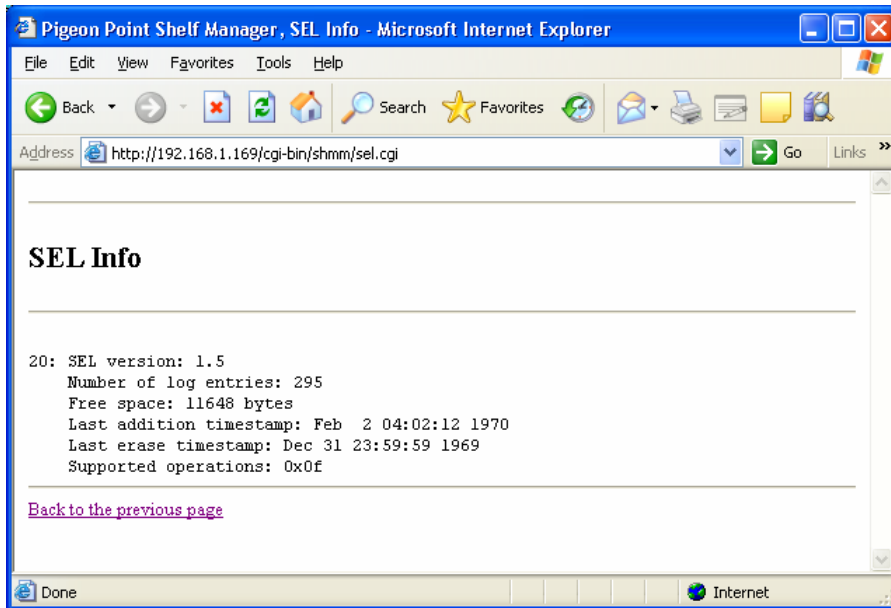 Pigeon Point Shelf Manager, SEL Info - Microsoft Internet Explorer
File Edit View Favorites Tools Help
Back Search Favorites
Address http://192.168.1.169/cgi-bin/shmm/sel.cgi Go Links »
SEL Info
20: SEL version: 1.5
Number of log entries: 295
Free space: 11648 bytes
Last addition timestamp: Feb  2 04:02:12 1970
Last erase timestamp: Dec 31 23:59:59 1969
Supported operations: 0x0f
Back to the previous page
Done Internet